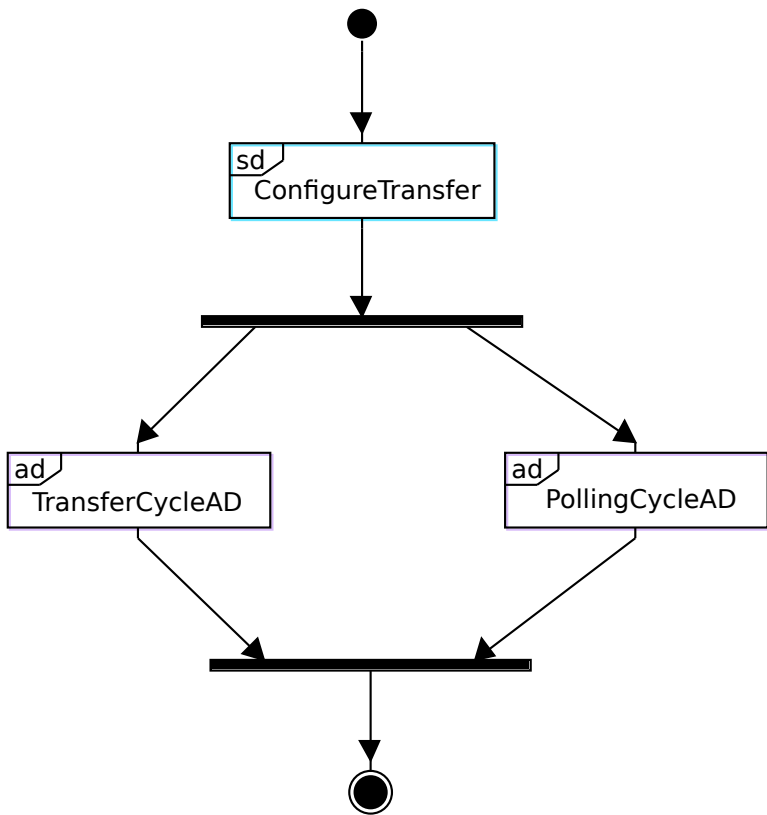 sd
ConfigureTransfer
ad
TransferCycleAD
ad
PollingCycleAD